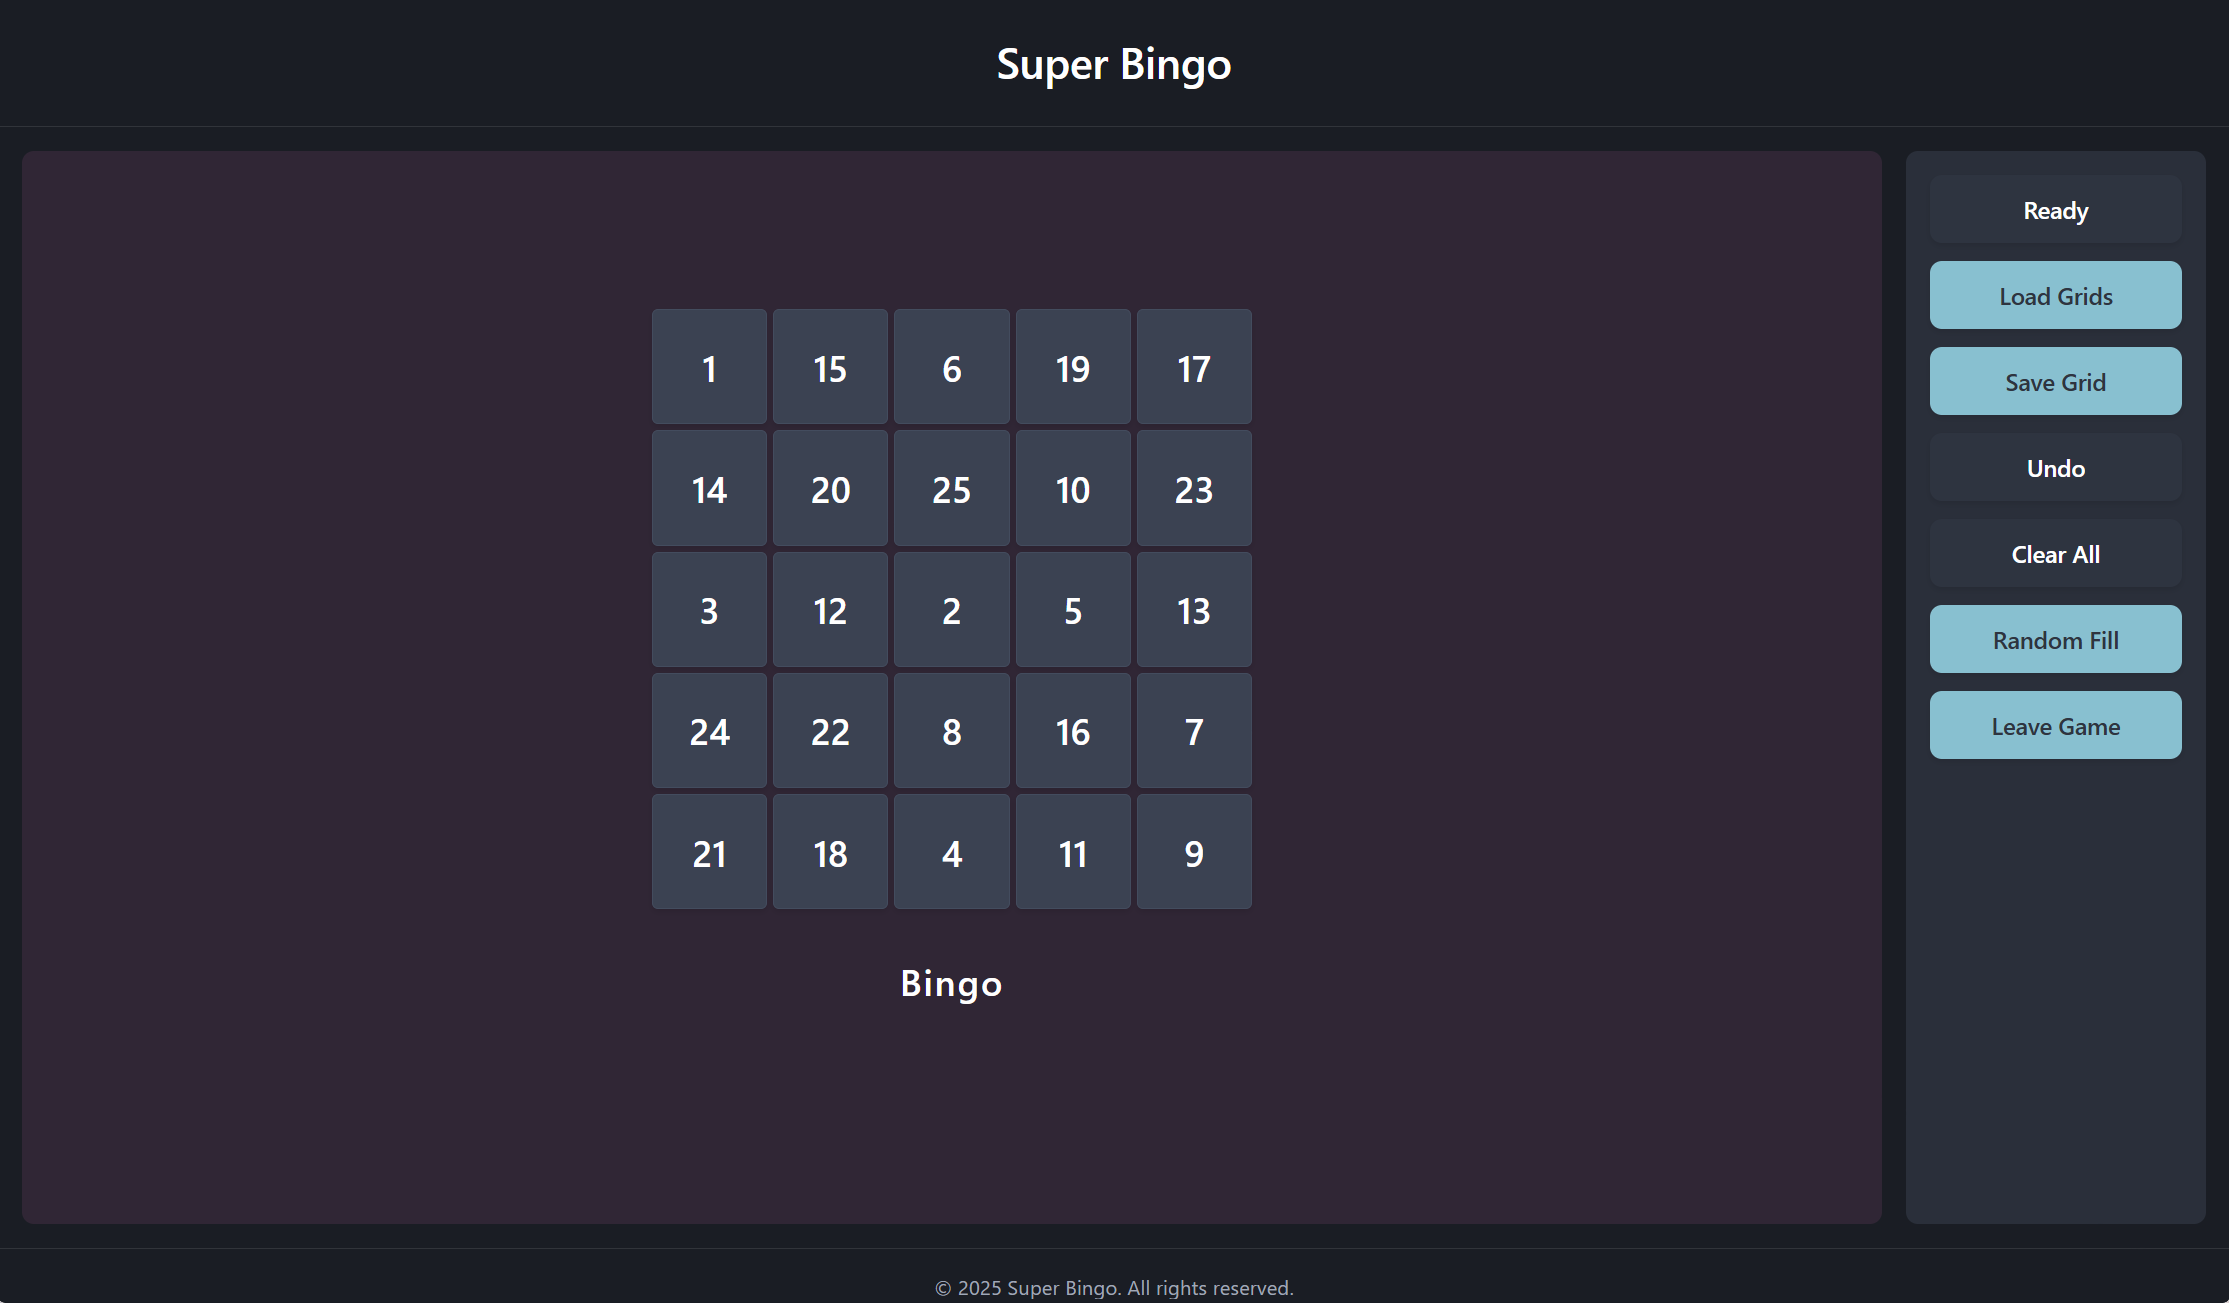 Super Bingo
1 15 6 19 17
14 20 25 10 23
3 12 2 5 13
24 22 8 16 7
21 18 4 11 9
Bingo
Ready
Load Grids
Save Grid
Undo
Clear All
Random Fill
Leave Game
© 2025 Super Bingo. All rights reserved.